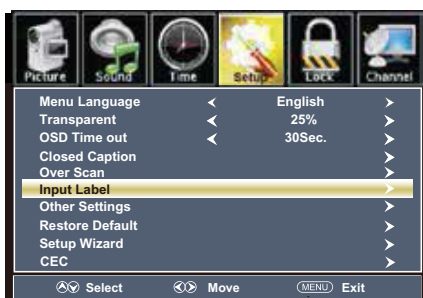 Picture Sound Time Setup Lock Channel
Menu Language English
Transparent 25%
OSD Time out 30Sec.
Closed Caption
Over Scan
Input Label
Other Settings
Restore Default
Setup Wizard
CEC
Select Move MENU Exit